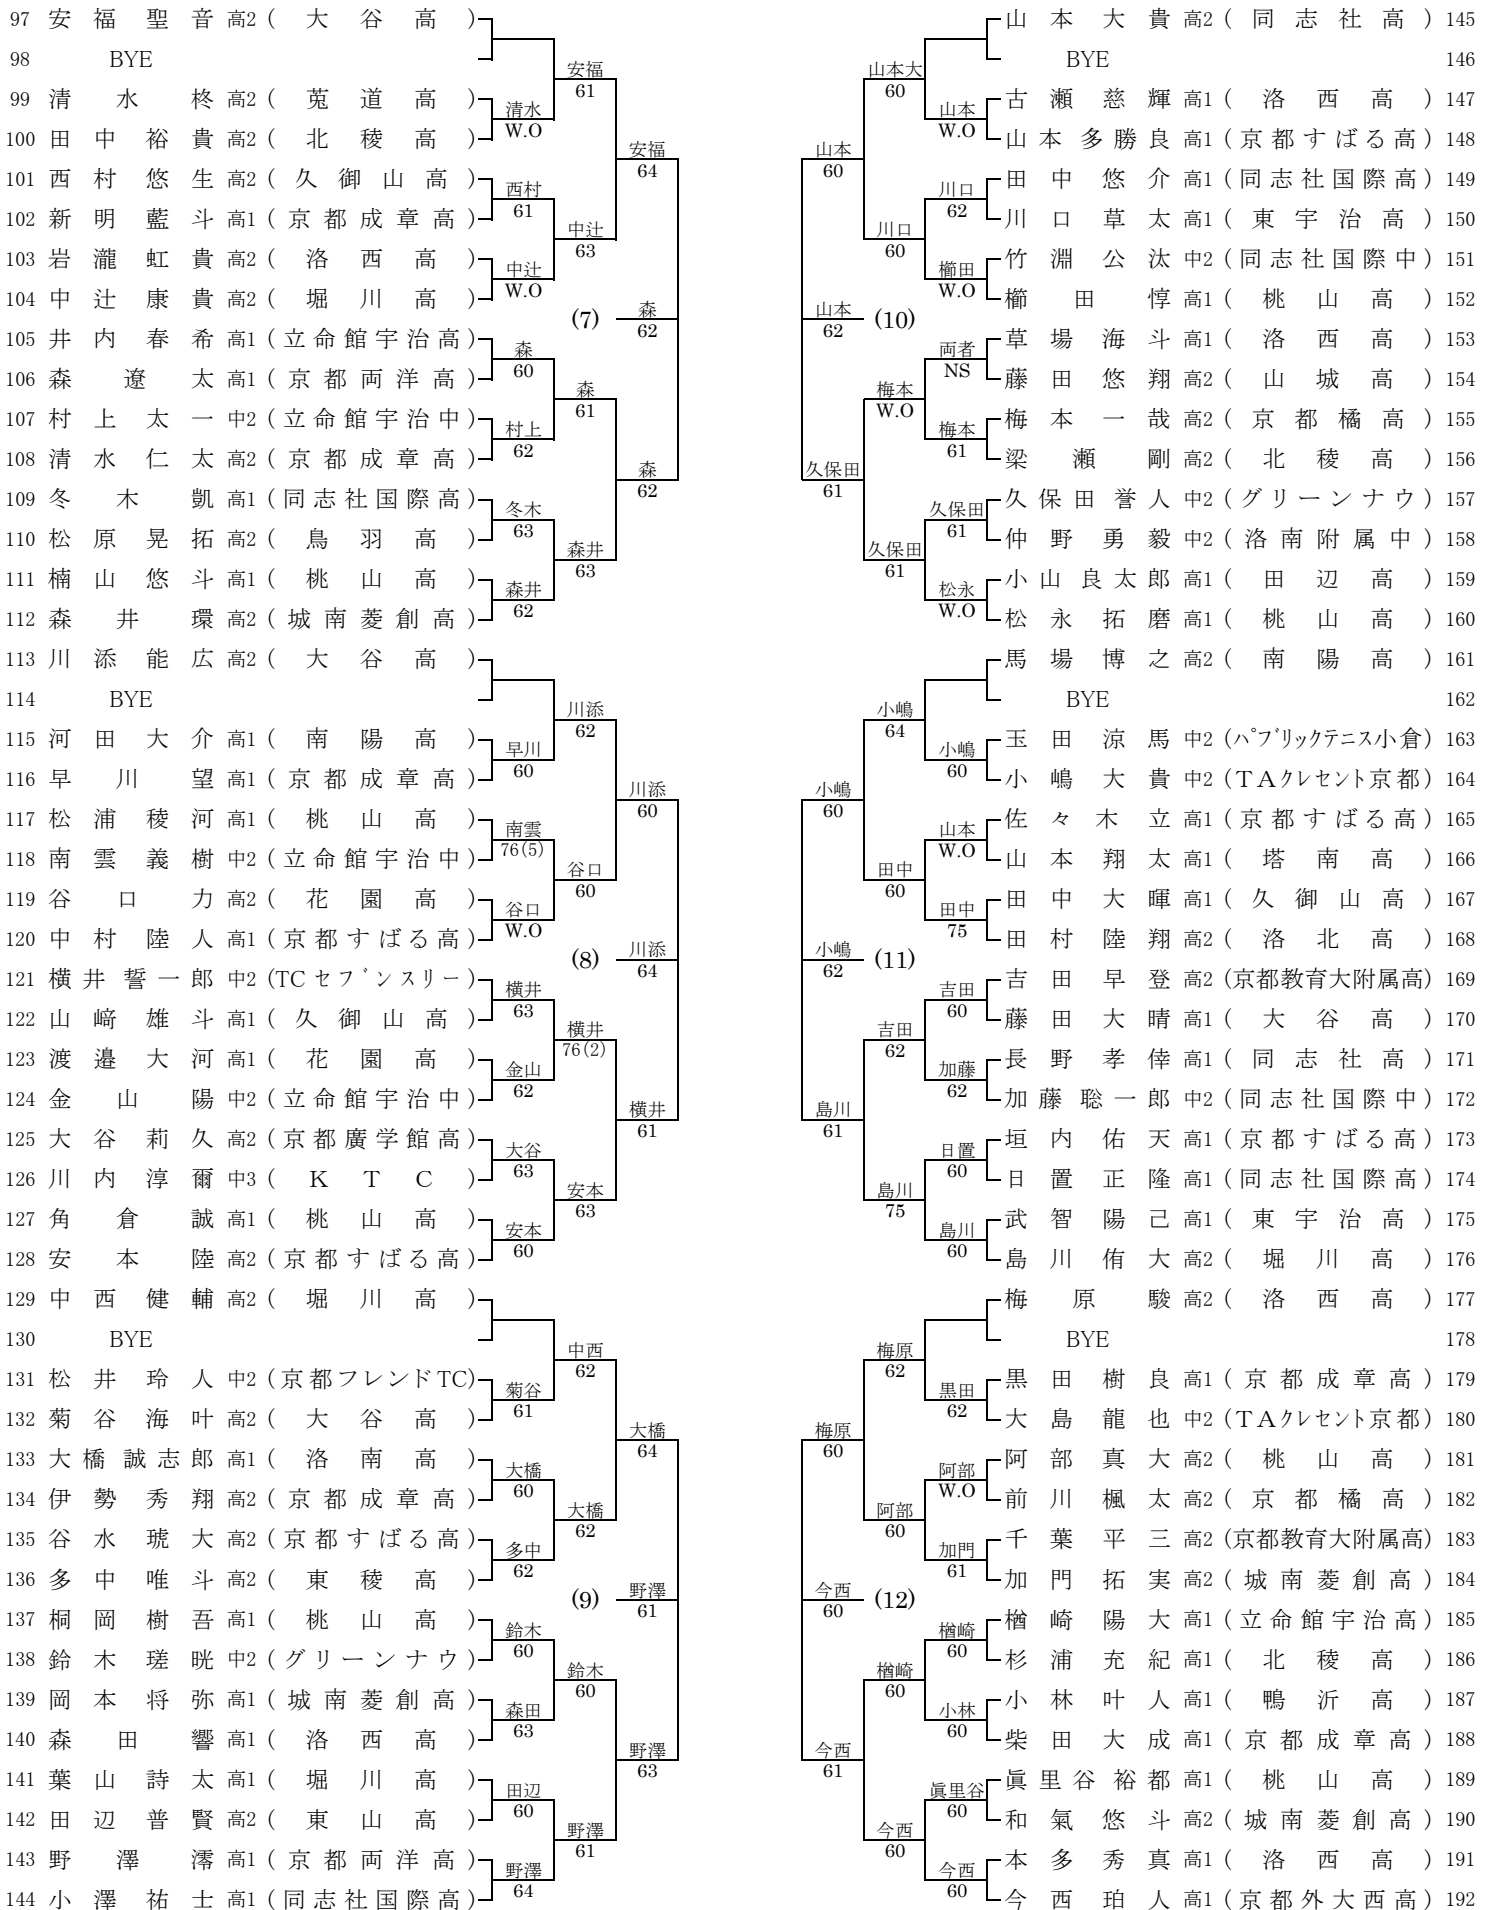 97 安福聖音 高2 (大谷高)
98 BYE
99 清水柊 高2 (莵道高)
100 田中裕貴 高2 (北稜高)
101 西村悠生 高2 (久御山高)
102 新明藍斗 高1 (京都成章高)
103 岩瀧虹貴 高2 (洛西高)
104 中辻康貴 高2 (堀川高)
105 井内春希 高1 (立命館宇治高)
106 森遼太 高1 (京都両洋高)
107 村上太一 中2 (立命館宇治中)
108 清水仁太 高2 (京都成章高)
109 冬木凱 高1 (同志社国際高)
110 松原晃拓 高2 (鳥羽高)
111 楠山悠斗 高1 (桃山高)
112 森井環 高2 (城南菱創高)
清水
W.O
西村
61
中辻
W.O
森
60
村上
62
冬木
63
森井
62
安福
61
中辻
63
森
61
森井
63
安福
64
森
62
(7)
森
62
113 川添能広 高2 (大谷高)
114 BYE
115 河田大介 高1 (南陽高)
116 早川望 高1 (京都成章高)
117 松浦稜河 高1 (桃山高)
118 南雲義樹 中2 (立命館宇治中)
119 谷口力 高2 (花園高)
120 中村陸人 高1 (京都すばる高)
121 横井誓一郎 中2 (TCセブンスリー)
122 山﨑雄斗 高1 (久御山高)
123 渡邉大河 高1 (花園高)
124 金山陽 中2 (立命館宇治中)
125 大谷莉久 高2 (京都廣学館高)
126 川内淳爾 中3 (KTC)
127 角倉誠 高1 (桃山高)
128 安本陸 高2 (京都すばる高)
早川
60
南雲
76(5)
谷口
W.O
横井
63
金山
62
大谷
63
安本
60
川添
62
谷口
60
横井
76(2)
安本
63
川添
60
横井
61
(8)
川添
64
129 中西健輔 高2 (堀川高)
130 BYE
131 松井玲人 中2 (京都フレンドTC)
132 菊谷海叶 高2 (大谷高)
133 大橋誠志郎 高1 (洛南高)
134 伊勢秀翔 高2 (京都成章高)
135 谷水琥大 高2 (京都すばる高)
136 多中唯斗 高2 (東稜高)
137 桐岡樹吾 高1 (桃山高)
138 鈴木瑳晄 中2 (グリーンナウ)
139 岡本将弥 高1 (城南菱創高)
140 森田響 高1 (洛西高)
141 葉山詩太 高1 (堀川高)
142 田辺普賢 高2 (東山高)
143 野澤澪 高1 (京都両洋高)
144 小澤祐士 高1 (同志社国際高)
菊谷
61
大橋
60
多中
62
鈴木
60
森田
63
田辺
60
野澤
64
中西
62
大橋
62
鈴木
60
野澤
61
大橋
64
野澤
63
(9)
野澤
61
山本大貴 高2 (同志社高) 145
BYE 146
古瀬慈輝 高1 (洛西高) 147
山本多勝良 高1 (京都すばる高) 148
田中悠介 高1 (同志社国際高) 149
川口草太 高1 (東宇治高) 150
竹淵公汰 中2 (同志社国際中) 151
櫛田惇 高1 (桃山高) 152
草場海斗 高1 (洛西高) 153
藤田悠翔 高2 (山城高) 154
梅本一哉 高2 (京都橘高) 155
梁瀬剛 高2 (北稜高) 156
久保田誉人 中2 (グリーンナウ) 157
仲野勇毅 中2 (洛南附属中) 158
小山良太郎 高1 (田辺高) 159
松永拓磨 高1 (桃山高) 160
山本
W.O
川口
62
櫛田
W.O
両者
NS
梅本
61
久保田
61
松永
W.O
山本大
60
川口
60
梅本
W.O
久保田
61
山本
60
久保田
61
山本
62
(10)
馬場博之 高2 (南陽高) 161
BYE 162
玉田涼馬 中2 (パブリックテニス小倉) 163
小嶋大貴 中2 (TAクレセント京都) 164
佐々木立 高1 (京都すばる高) 165
山本翔太 高1 (塔南高) 166
田中大暉 高1 (久御山高) 167
田村陸翔 高2 (洛北高) 168
吉田早登 高2 (京都教育大附属高) 169
藤田大晴 高1 (大谷高) 170
長野孝倖 高1 (同志社高) 171
加藤聡一郎 中2 (同志社国際中) 172
垣内佑天 高1 (京都すばる高) 173
日置正隆 高1 (同志社国際高) 174
武智陽己 高1 (東宇治高) 175
島川侑大 高2 (堀川高) 176
小嶋
60
山本
W.O
田中
75
吉田
60
加藤
62
日置
60
島川
60
小嶋
64
田中
60
吉田
62
島川
75
小嶋
60
島川
61
小嶋
62
(11)
梅原駿 高2 (洛西高) 177
BYE 178
黒田樹良 高1 (京都成章高) 179
大島龍也 中2 (TAクレセント京都) 180
阿部真大 高2 (桃山高) 181
前川楓太 高2 (京都橘高) 182
千葉平三 高2 (京都教育大附属高) 183
加門拓実 高2 (城南菱創高) 184
楢崎陽大 高1 (立命館宇治高) 185
杉浦充紀 高1 (北稜高) 186
小林叶人 高1 (鴨沂高) 187
柴田大成 高1 (京都成章高) 188
眞里谷裕都 高1 (桃山高) 189
和氣悠斗 高2 (城南菱創高) 190
本多秀真 高1 (洛西高) 191
今西珀人 高1 (京都外大西高) 192
黒田
62
阿部
W.O
加門
61
楢崎
60
小林
60
眞里谷
60
今西
60
梅原
62
阿部
60
楢崎
60
今西
60
梅原
60
今西
61
今西
60
(12)